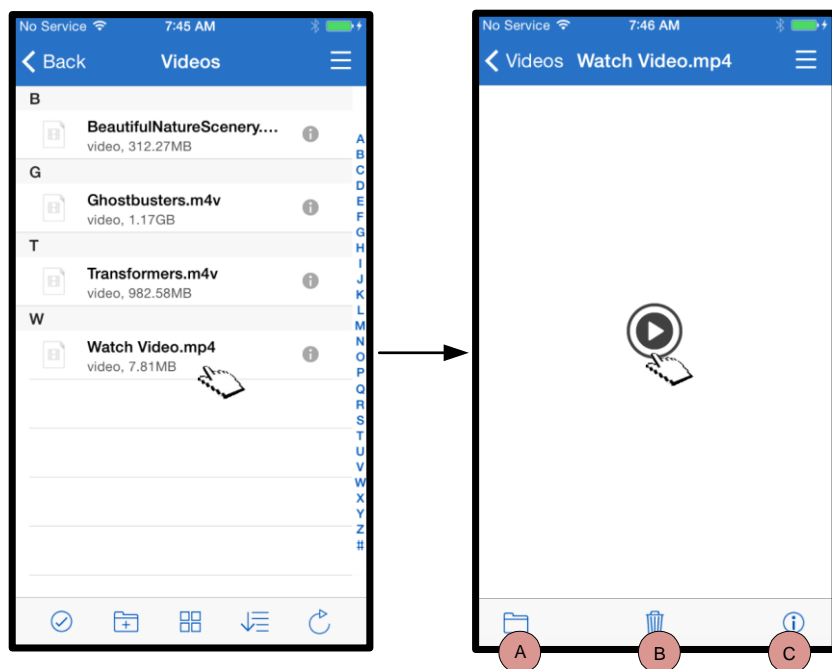 No Service 7:45 AM
Back Videos
B
BeautifulNatureScenery....
video, 312.27MB
G
Ghostbusters.m4v
video, 1.17GB
T
Transformers.m4v
video, 982.58MB
W
Watch Video.mp4
video, 7.81MB
A
B
C
D
E
F
G
H
I
J
K
L
M
N
O
P
Q
R
S
T
U
V
W
X
Y
Z
#
No Service 7:46 AM
Videos Watch Video.mp4
A B C